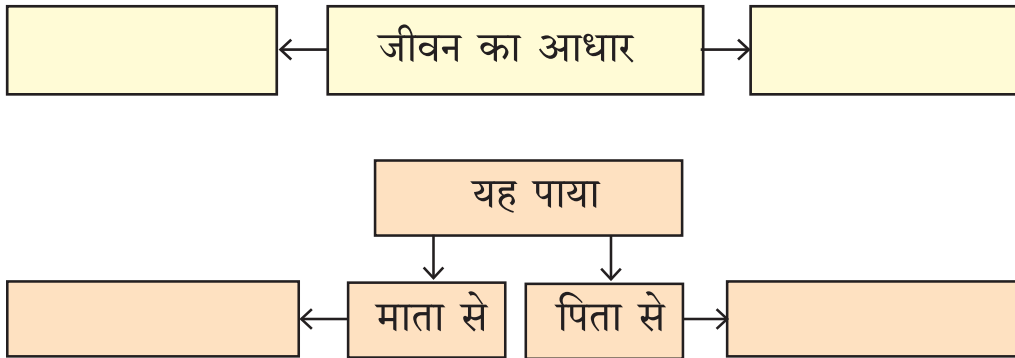 जीवन का आधार
यह पाया
माता से
पिता से